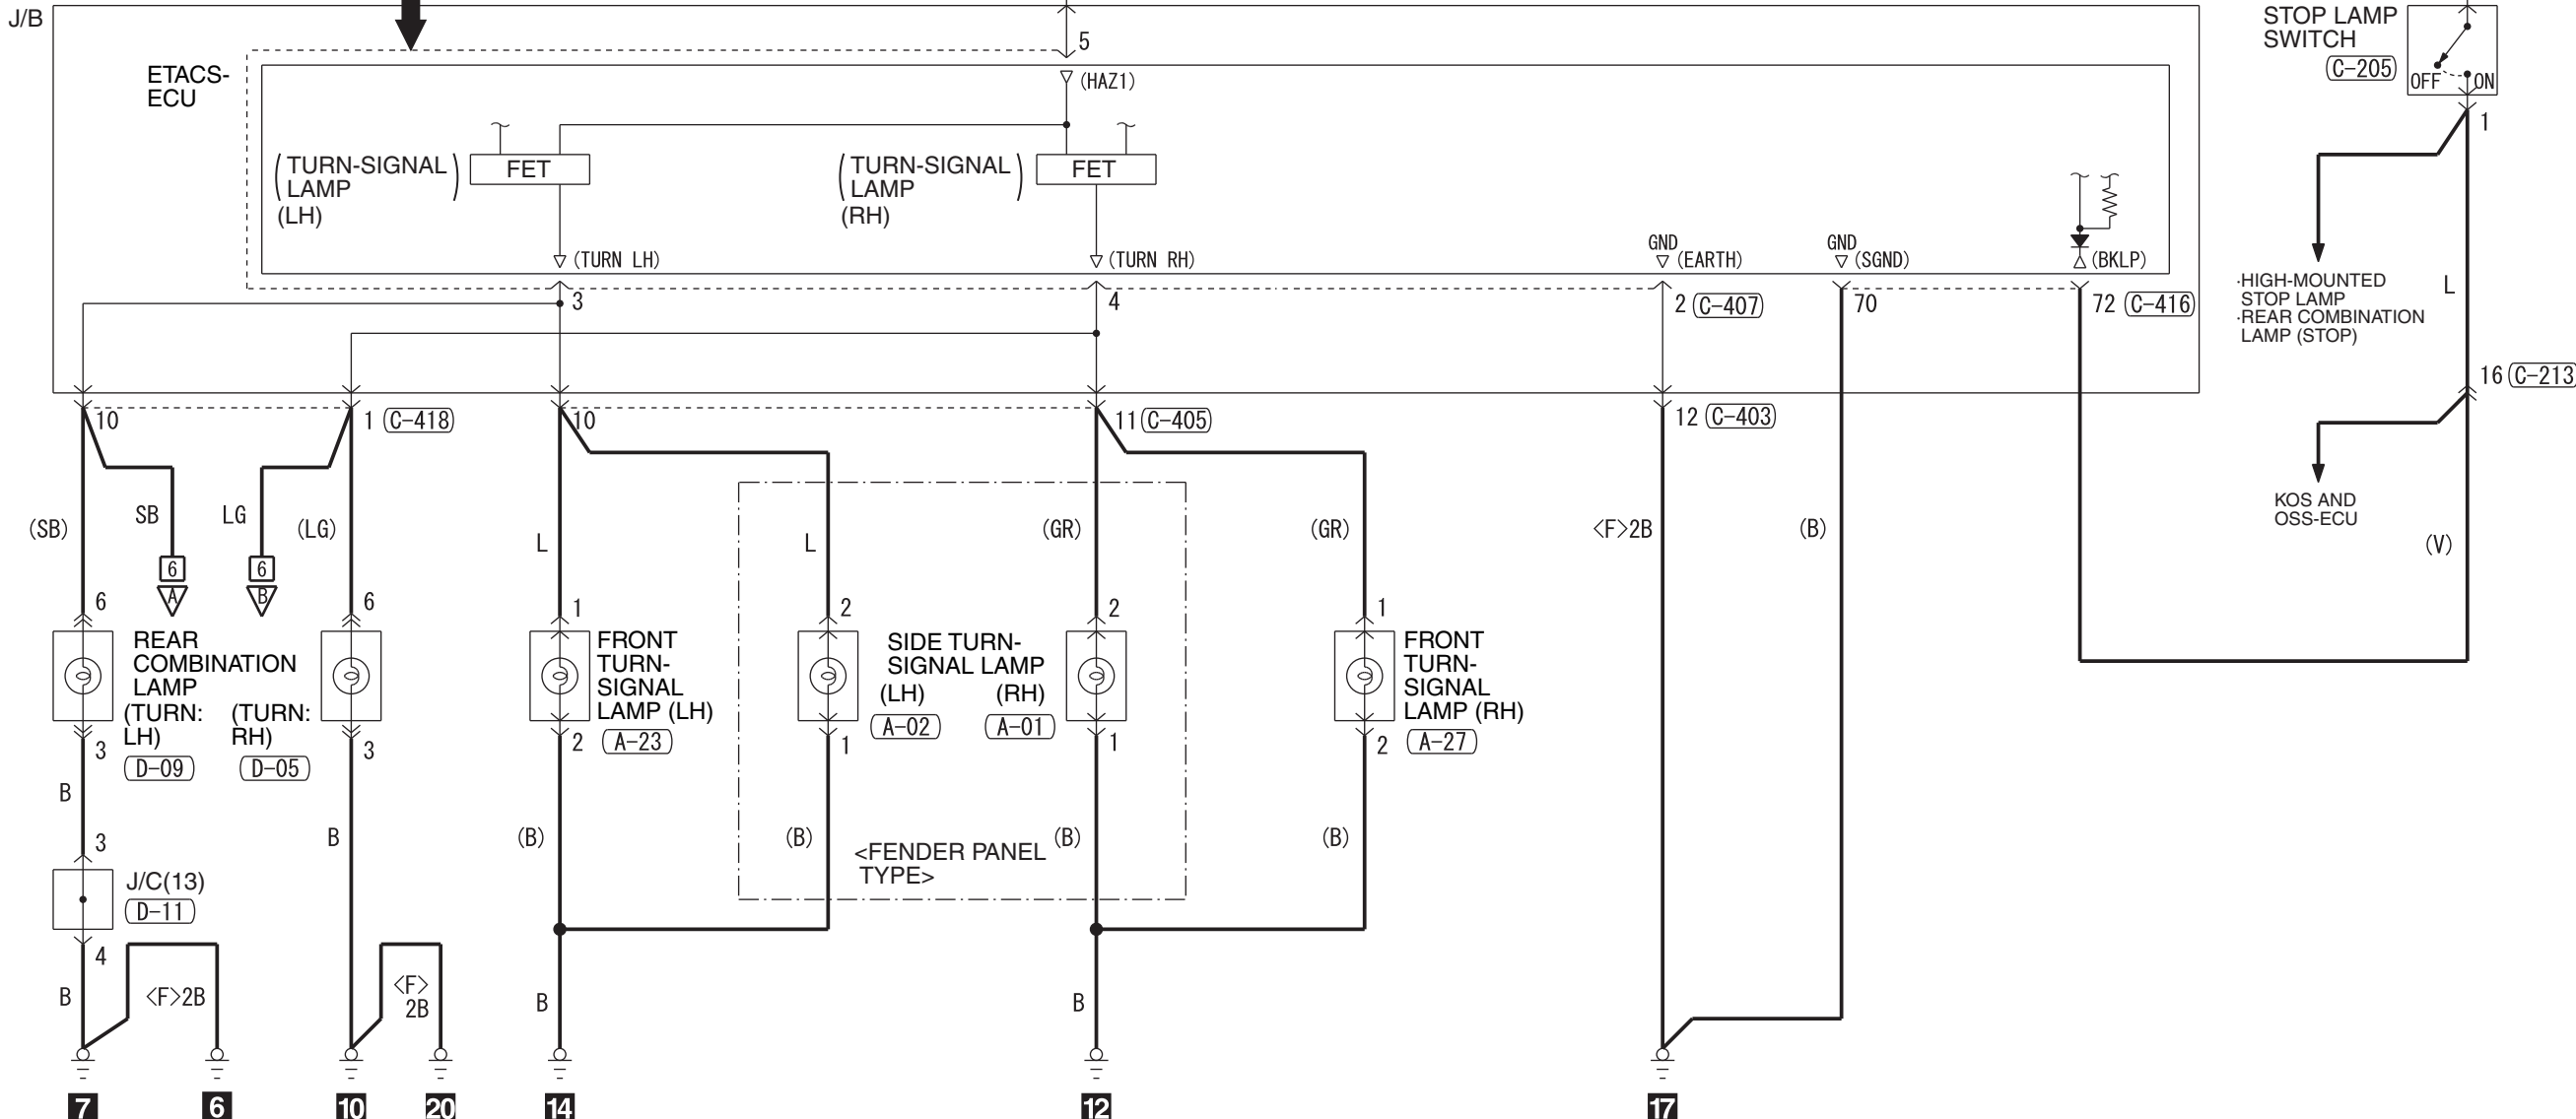 J/B
5
STOP LAMP
SWITCH
C-205
OFF
ON
1
ETACS-
ECU
(HAZ1)
(TURN-SIGNAL
LAMP)
(LH)
FET
(TURN-SIGNAL
LAMP)
(RH)
FET
(TURN LH)
(TURN RH)
GND
(EARTH)
GND
(SGND)
(BKLP)
3
4
2
C-407
70
72
C-416
·HIGH-MOUNTED
STOP LAMP
·REAR COMBINATION
LAMP (STOP)
L
16
C-213
10
1
C-418
10
11
C-405
12
C-403
KOS AND
OSS-ECU
(SB)
SB
LG
(LG)
L
L
(GR)
(GR)
<F>2B
(B)
(V)
6
6
A
B
6
6
1
2
2
1
REAR
COMBINATION
LAMP
(TURN:
LH)
D-09
(TURN:
RH)
D-05
FRONT
TURN-
SIGNAL
LAMP (LH)
A-23
SIDE TURN-
SIGNAL LAMP
(LH)
(RH)
A-02
A-01
FRONT
TURN-
SIGNAL
LAMP (RH)
A-27
3
3
2
1
1
2
B
B
(B)
(B)
(B)
(B)
<FENDER PANEL
TYPE>
3
J/C(13)
D-11
4
B
<F>2B
<F>
2B
B
B
7
6
10
20
14
12
17